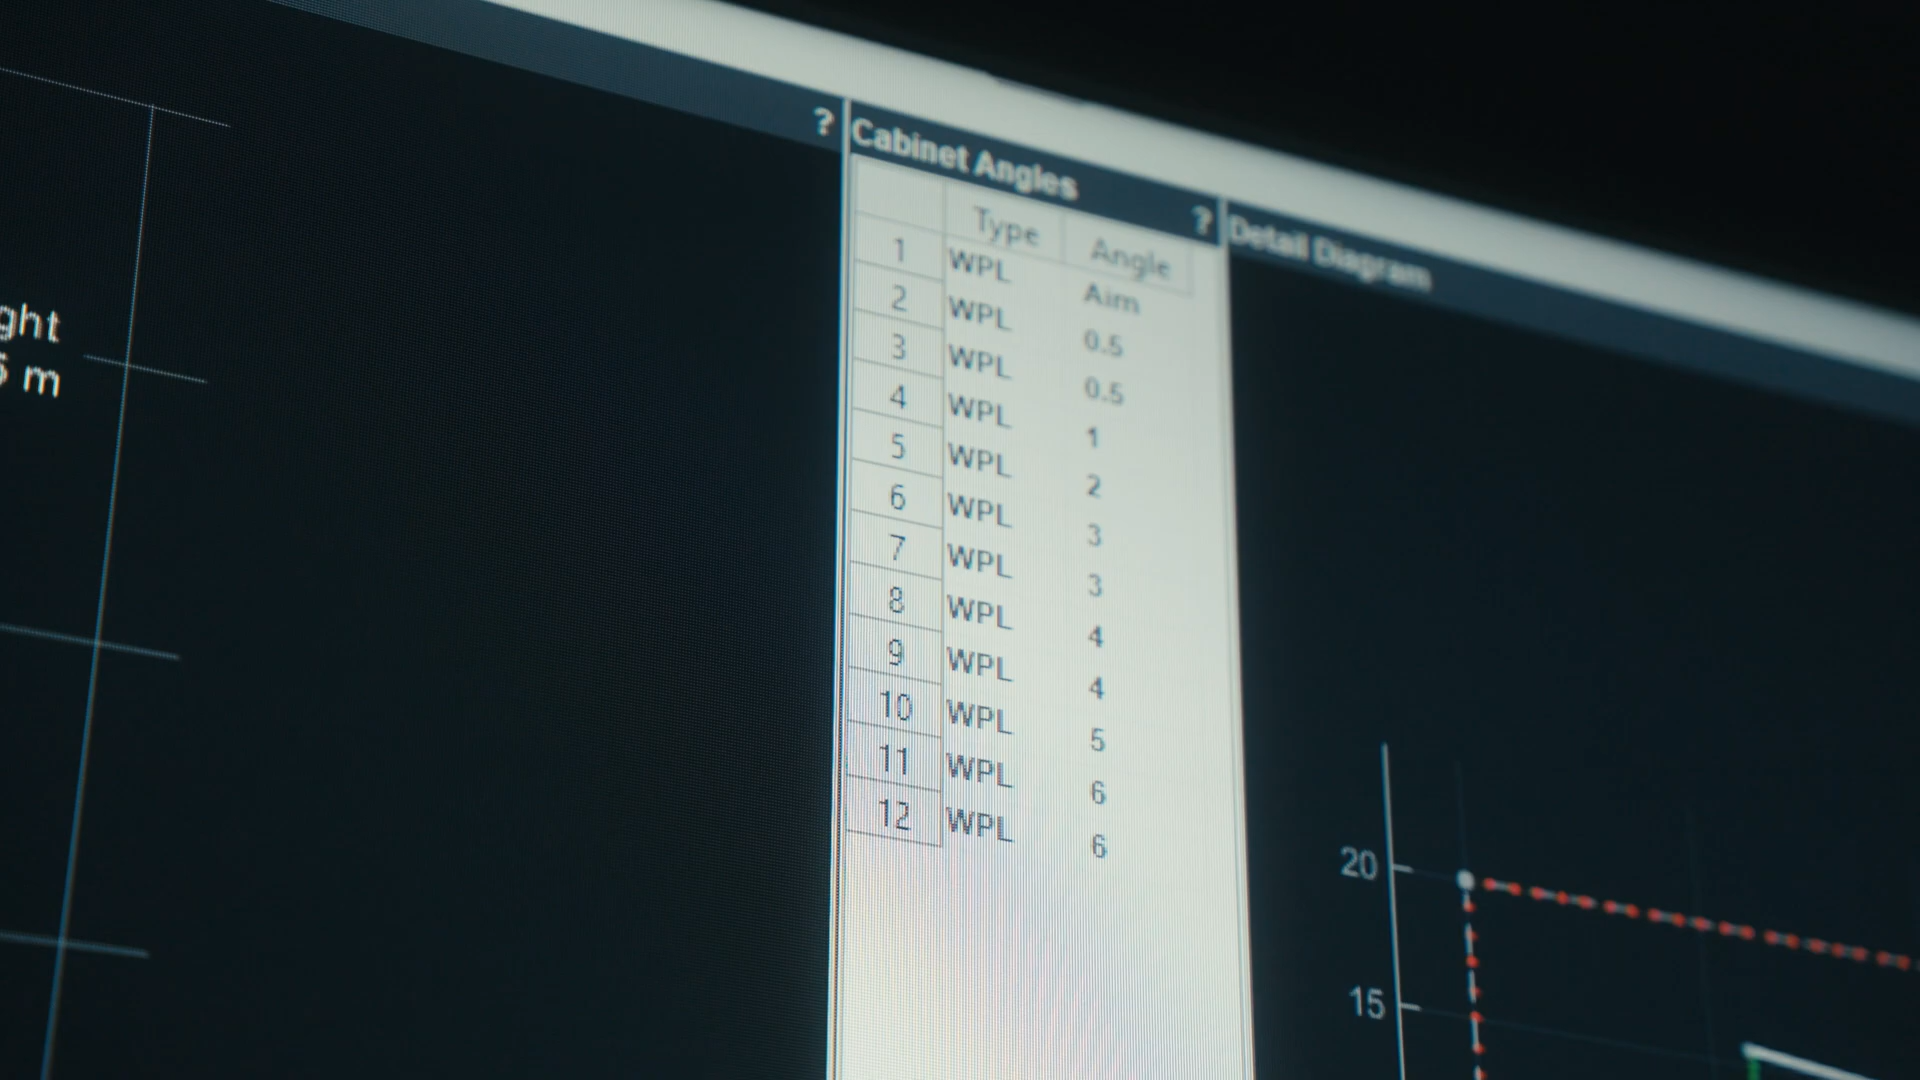 ght
m
?
Cabinet Angles ?
Type Angle
1 WPL Aim
2 WPL 0.5
3 WPL 0.5
4 WPL 1
5 WPL 2
6 WPL 3
7 WPL 3
8 WPL 4
9 WPL 4
10 WPL 5
11 WPL 6
12 WPL 6
Detail Diagram
20
15